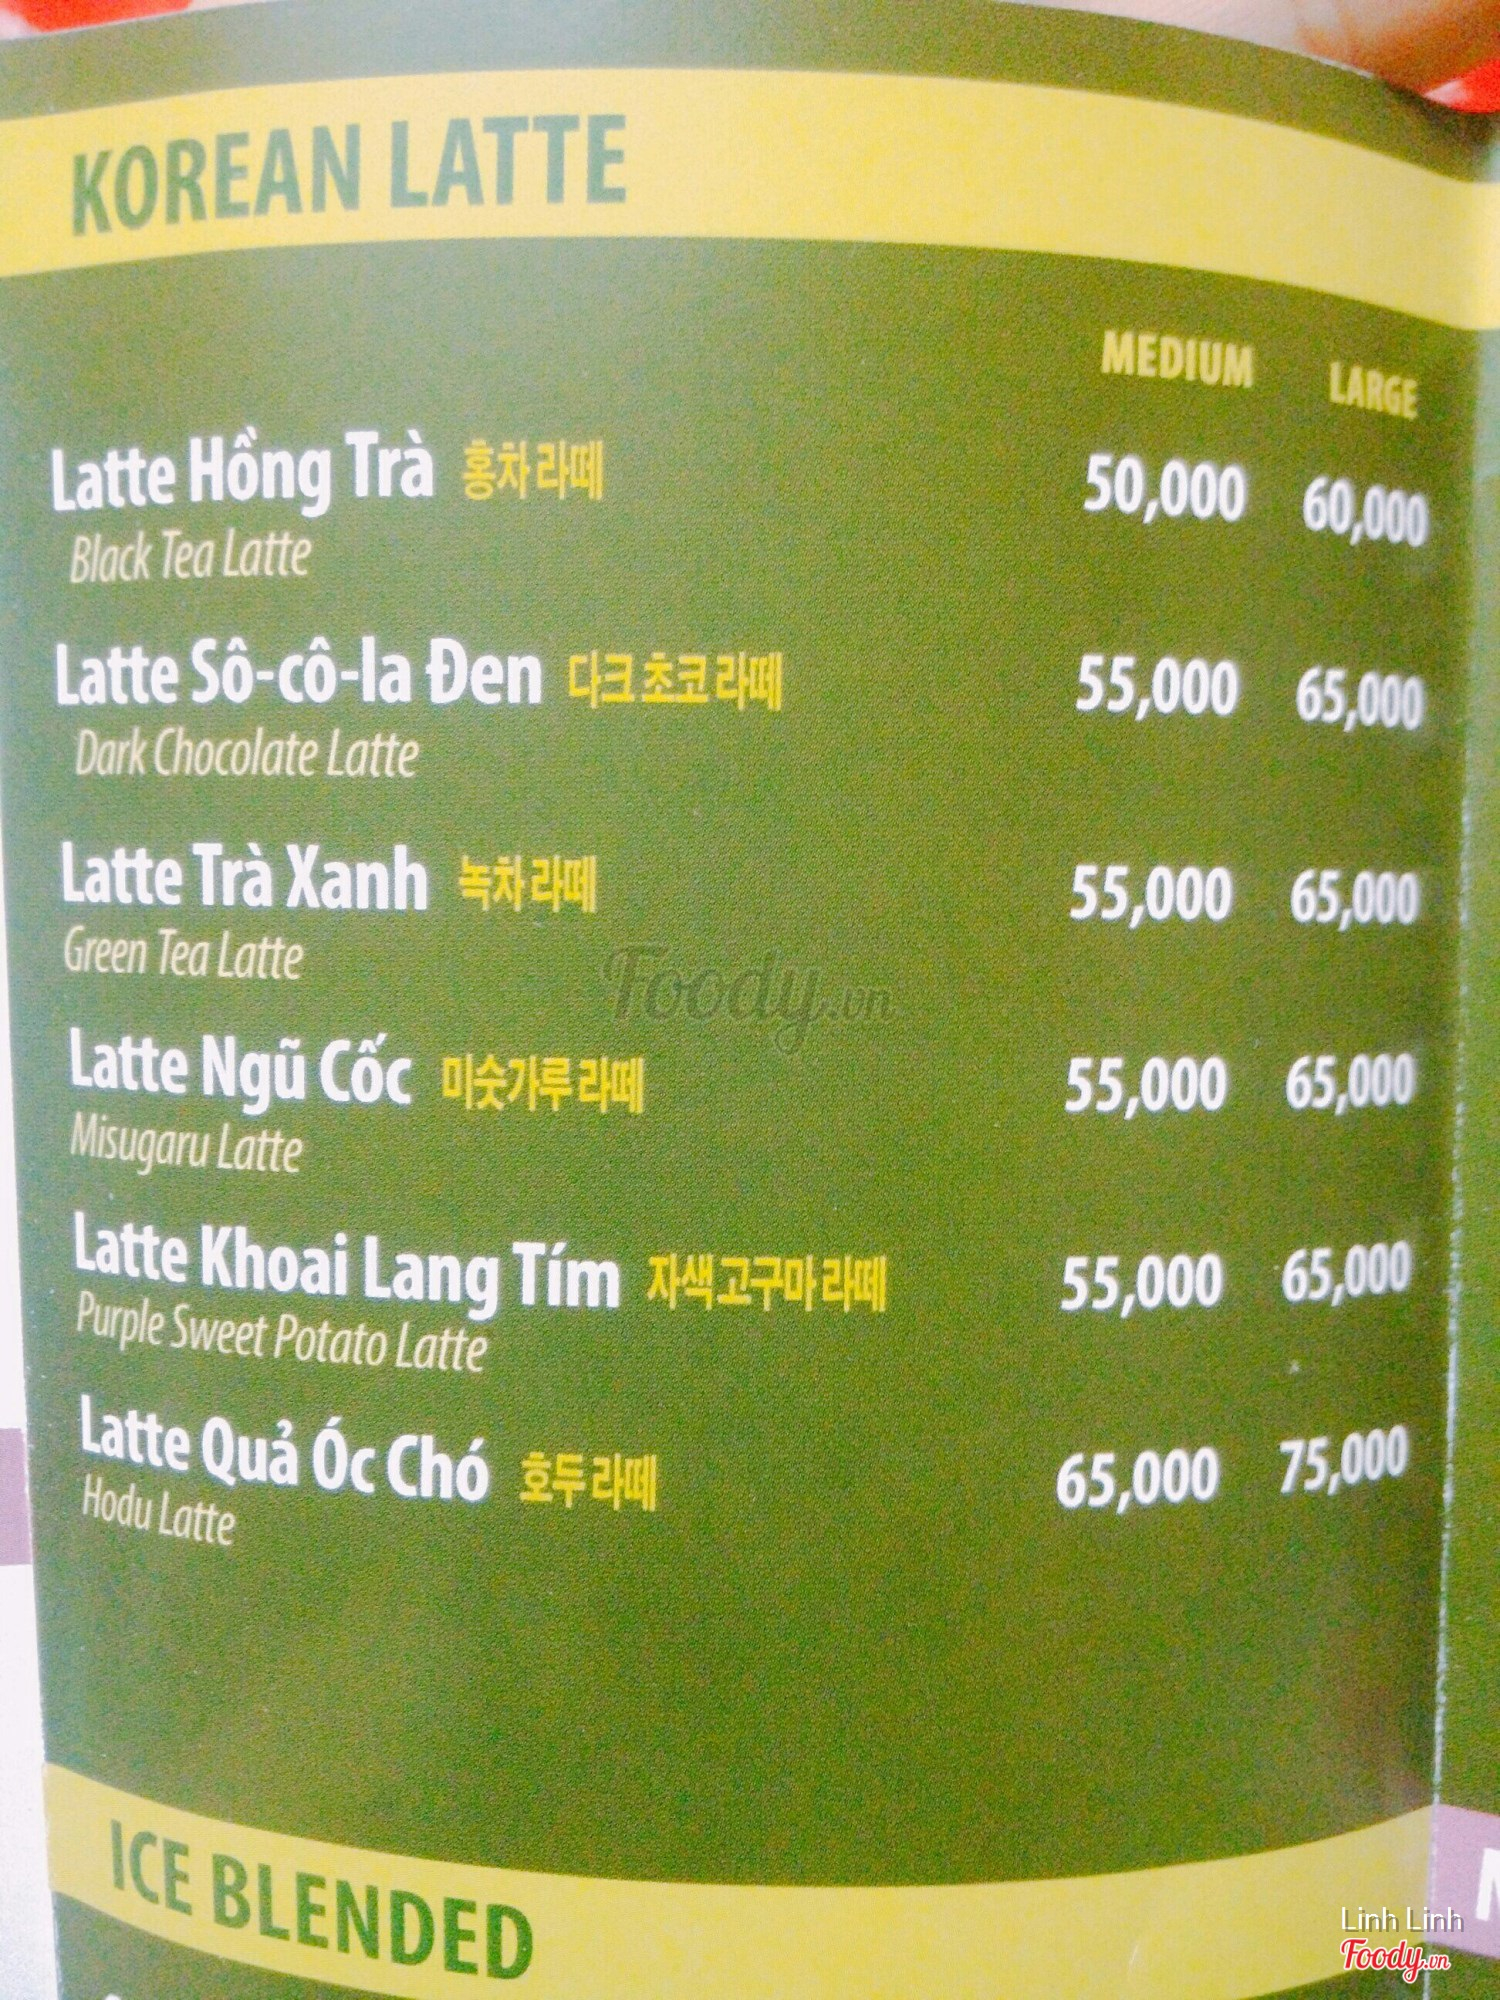 KOREAN LATTE
MEDIUM LARGE
Latte Hồng Trà 홍차 라떼 50,000 60,000
Black Tea Latte
Latte Sô-cô-la Đen 다크 초코 라떼 55,000 65,000
Dark Chocolate Latte
Latte Trà Xanh 녹차 라떼 55,000 65,000
Green Tea Latte
Foody.vn
Latte Ngũ Cốc 미숫가루 라떼 55,000 65,000
Misugaru Latte
Latte Khoai Lang Tím 자색 고구마 라떼 55,000 65,000
Purple Sweet Potato Latte
Latte Quả Óc Chó 호두 라떼 65,000 75,000
Hodu Latte
ICE BLENDED
Linh Linh
Foody.vn